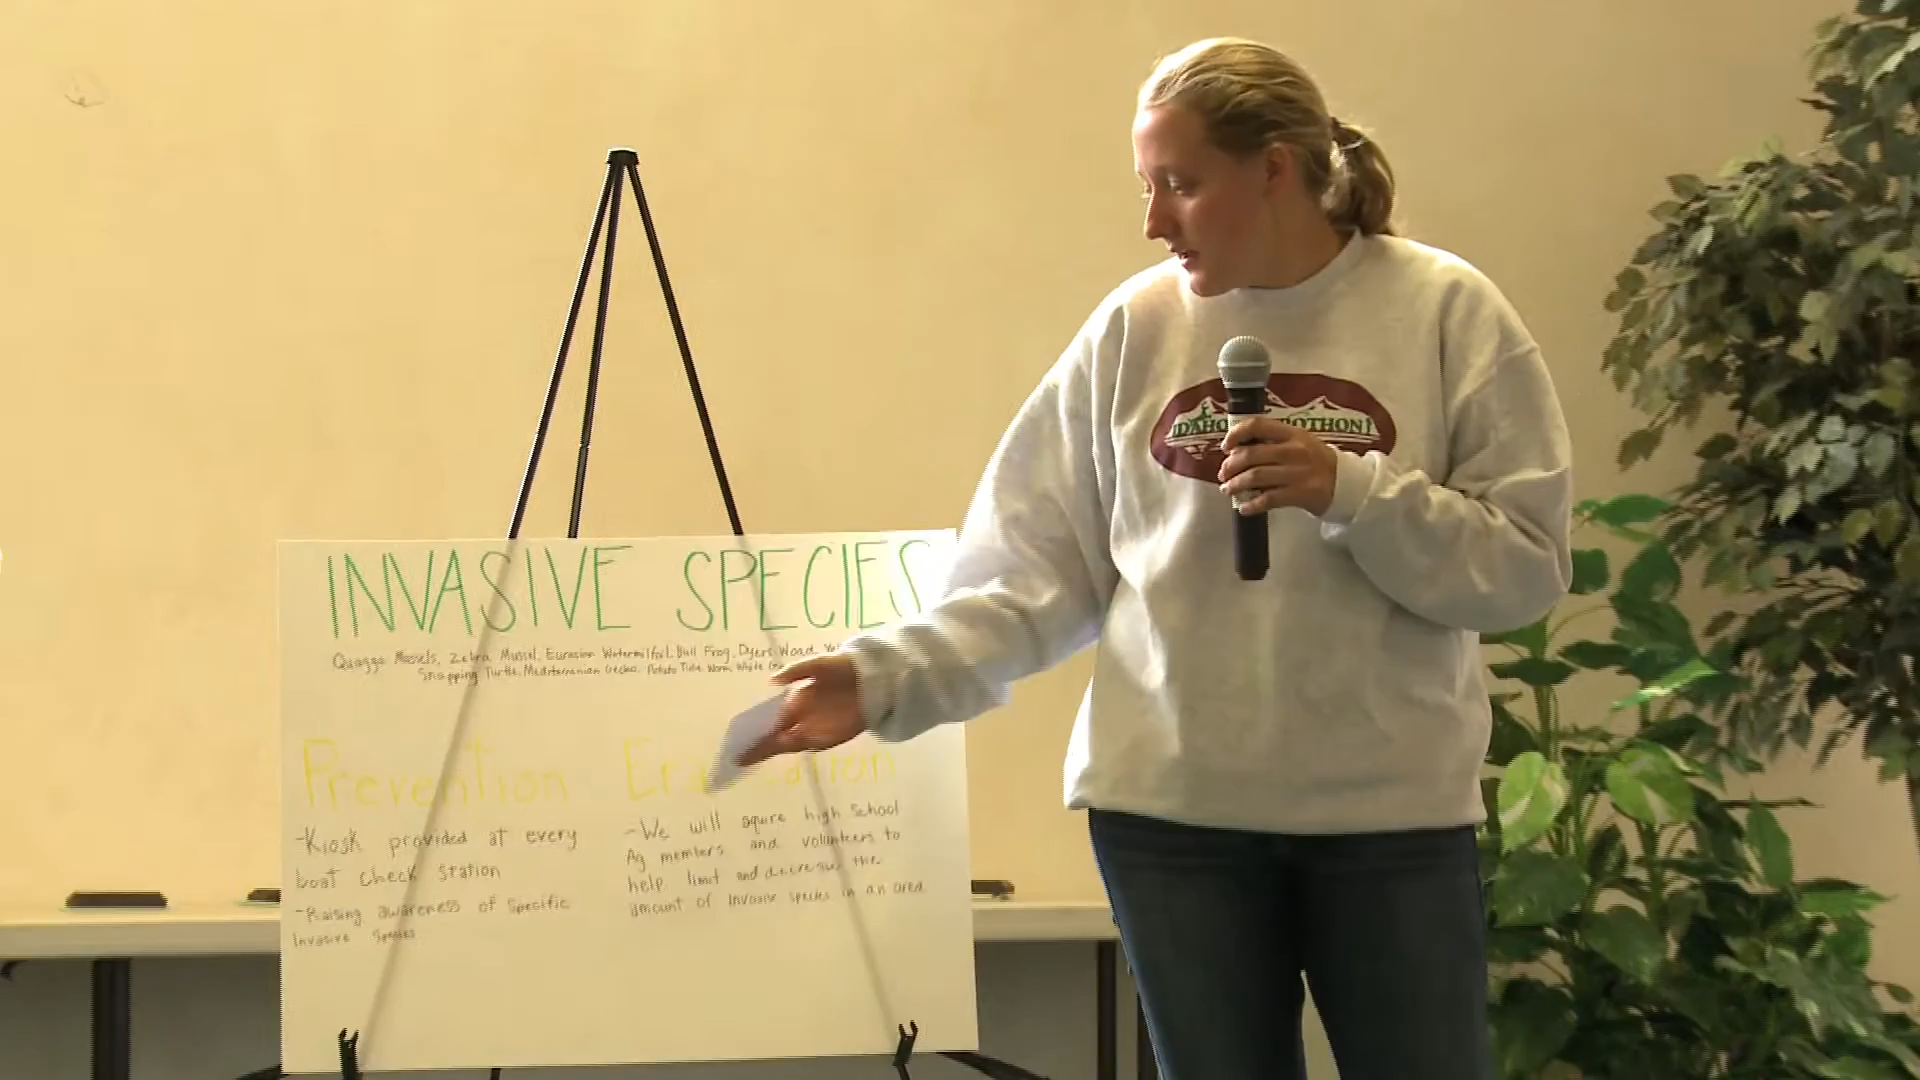 INVASIVE SPECIES
Quagga Mussels, Zebra Mussel, Eurasian Watermilfoil, Bull Frog, Dyers Woad,
Snapping Turtle, Mediterranean Gecko, Potato Tube Worm, White
Prevention
-Kiosk provided at every
boat check station
-Raising awareness of specific
Invasive Species
-We will aquire high school
Ag members and volunteers to
help limit and decrease the
amount of invasive species in an area